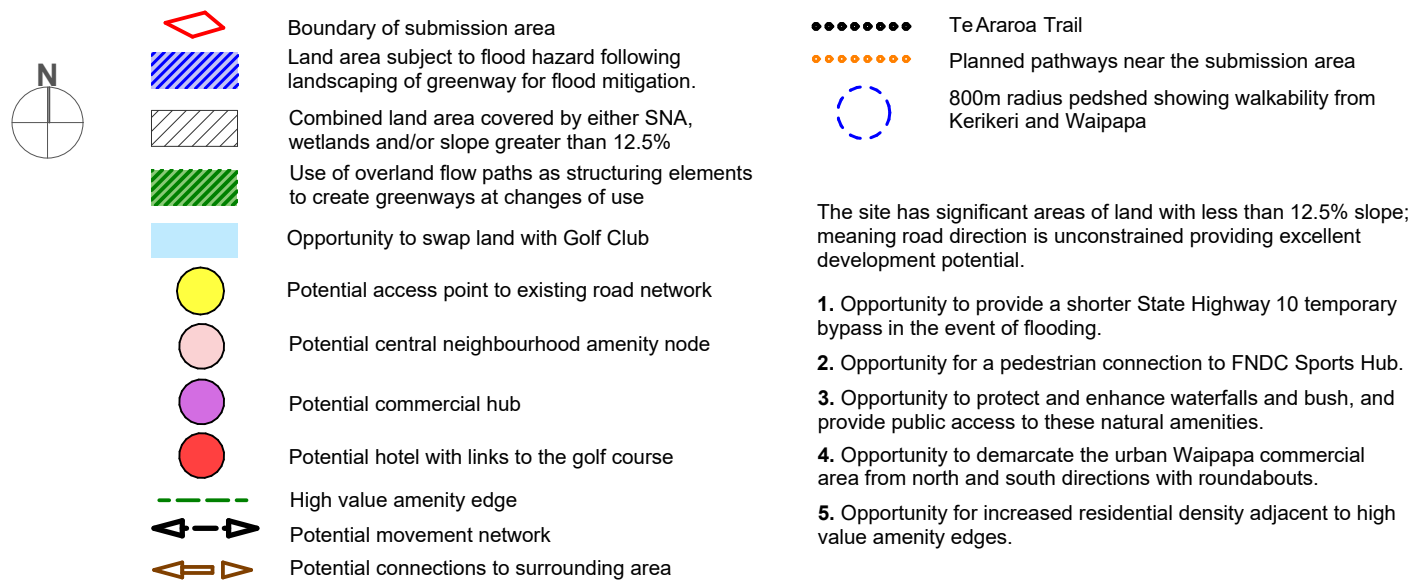 N
Boundary of submission area
Land area subject to flood hazard following
landscaping of greenway for flood mitigation.
Combined land area covered by either SNA,
wetlands and/or slope greater than 12.5%
Use of overland flow paths as structuring elements
to create greenways at changes of use
Opportunity to swap land with Golf Club
Potential access point to existing road network
Potential central neighbourhood amenity node
Potential commercial hub
Potential hotel with links to the golf course
High value amenity edge
Potential movement network
Potential connections to surrounding area
Te Araroa Trail
Planned pathways near the submission area
800m radius pedshed showing walkability from
Kerikeri and Waipapa
The site has significant areas of land with less than 12.5% slope;
meaning road direction is unconstrained providing excellent
development potential.
1. Opportunity to provide a shorter State Highway 10 temporary
bypass in the event of flooding.
2. Opportunity for a pedestrian connection to FNDC Sports Hub.
3. Opportunity to protect and enhance waterfalls and bush, and
provide public access to these natural amenities.
4. Opportunity to demarcate the urban Waipapa commercial
area from north and south directions with roundabouts.
5. Opportunity for increased residential density adjacent to high
value amenity edges.